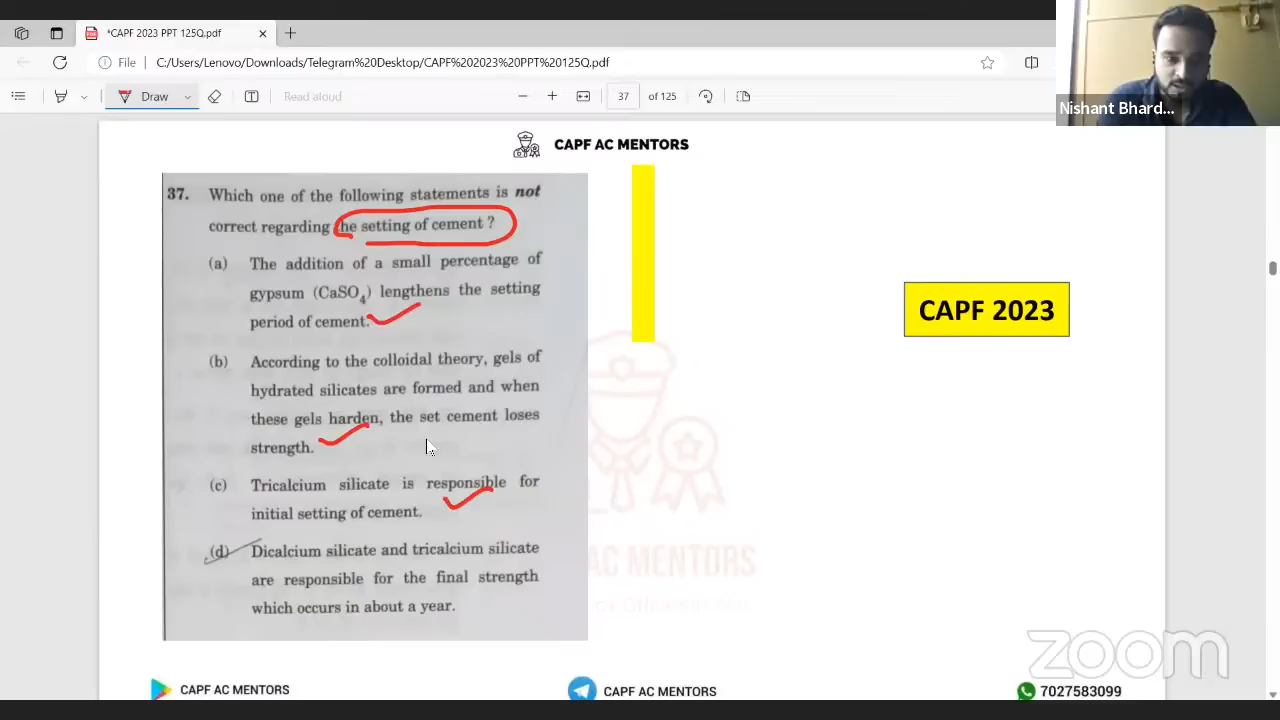 *CAPF 2023 PPT 125Q.pdf
File
C:/Users/Lenovo/Downloads/Telegram%20Desktop/CAPF%202023%20PPT%20125Q.pdf
Draw
Read aloud
37
of 125
Nishant Bhard...
CAPF AC MENTORS
37. Which one of the following statements is not
correct regarding the setting of cement ?
(a) The addition of a small percentage of
gypsum (CaSO4) lengthens the setting
period of cement.
(b) According to the colloidal theory, gels of
hydrated silicates are formed and when
these gels harden, the set cement loses
strength.
(c) Tricalcium silicate is responsible for
initial setting of cement.
(d) Dicalcium silicate and tricalcium silicate
are responsible for the final strength
which occurs in about a year.
CAPF 2023
AC MENTORS
zoom
CAPF AC MENTORS
CAPF AC MENTORS
7027583099